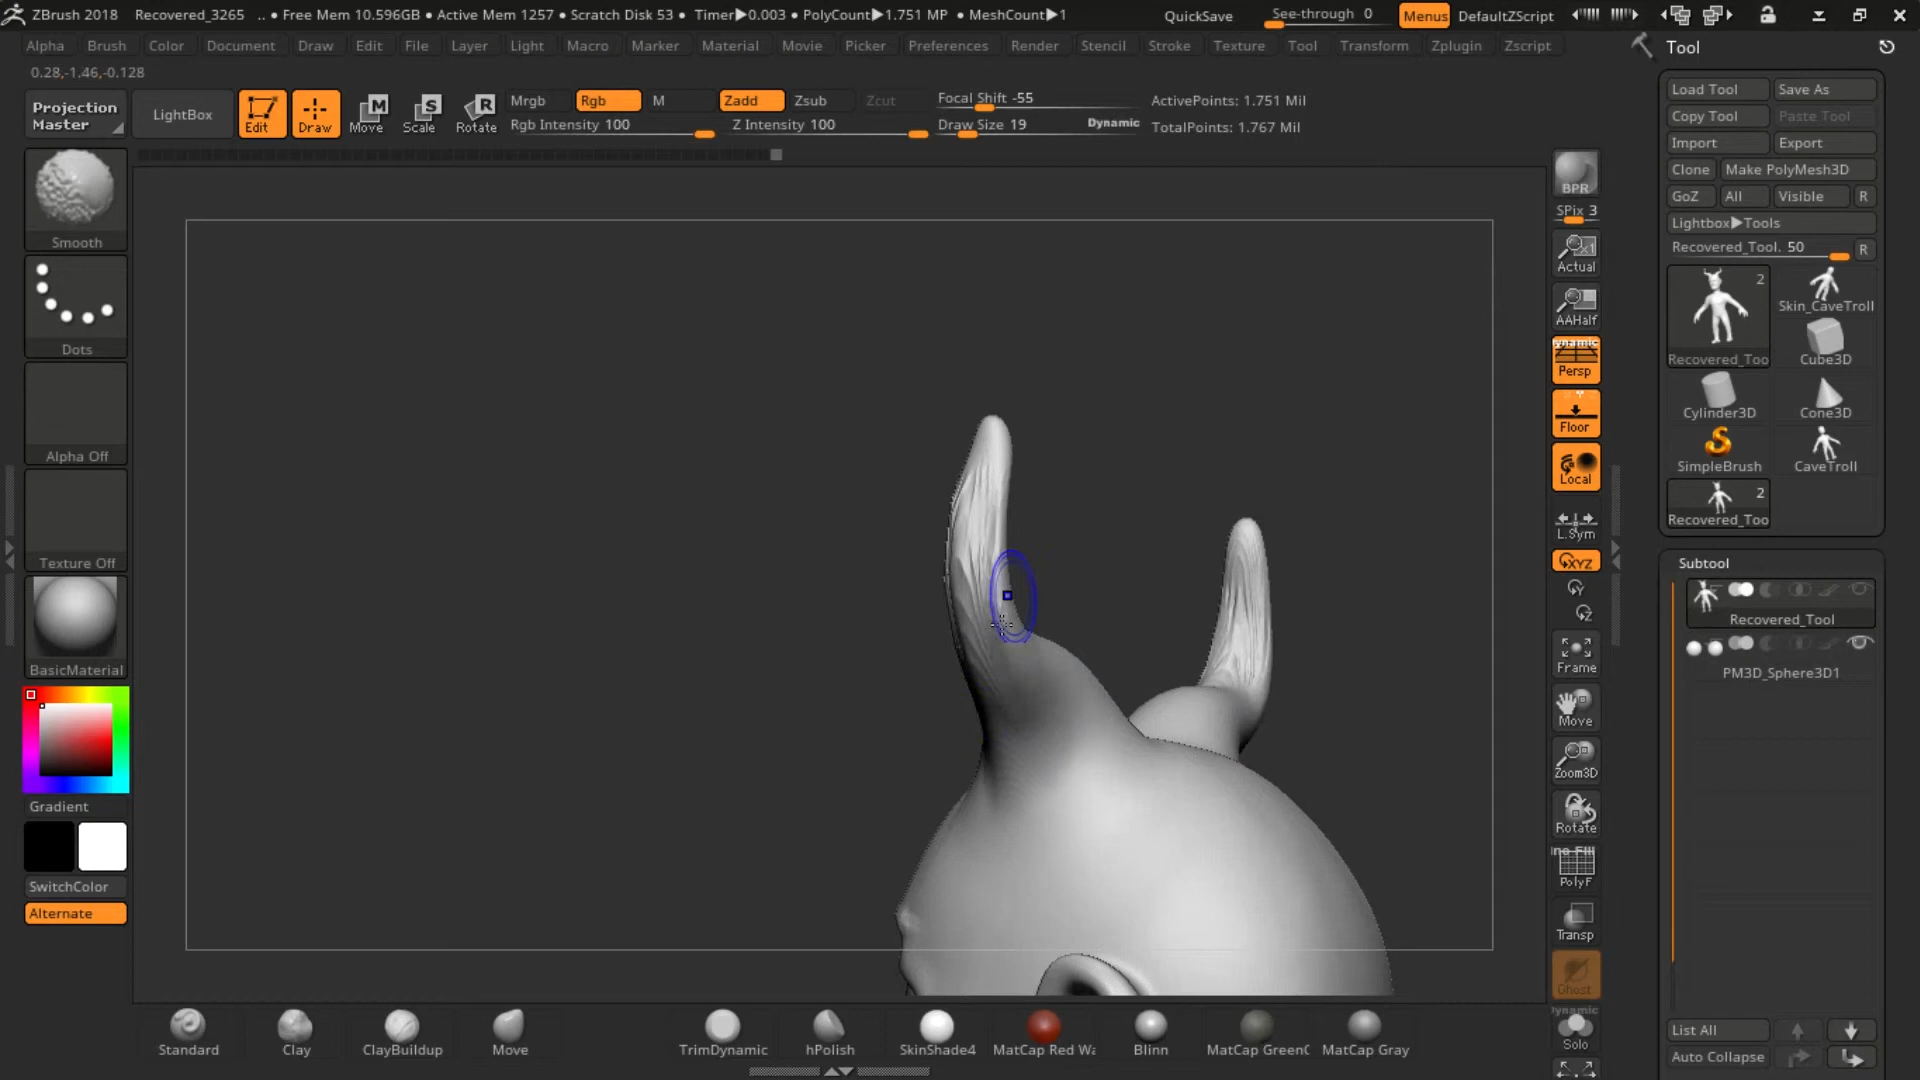 ZBrush 2018 Recovered_3265 .. • Free Mem 10.596GB • Active Mem 1257 • Scratch Disk 53 • Timer▶0.003 • PolyCount▶1.751 MP • MeshCount▶1 QuickSave See-through 0 Menus DefaultZScript
Alpha Brush Color Document Draw Edit File Layer Light Macro Marker Material Movie Picker Preferences Render Stencil Stroke Texture Tool Transform Zplugin Zscript Tool
0.28,-1.46,-0.128
Load Tool Save As
Projection Master LightBox Edit Draw Move Scale Rotate
Mrgb Rgb M Zadd Zsub Zcut Focal Shift -55 ActivePoints: 1.751 Mil
Rgb Intensity 100 Z Intensity 100 Draw Size 19 Dynamic TotalPoints: 1.767 Mil
Copy Tool Paste Tool
Import Export
Clone Make PolyMesh3D
GoZ All Visible R
Lightbox▶Tools
Recovered_Tool. 50 R
2
Skin_CaveTroll
Recovered_Too Cube3D
Cylinder3D Cone3D
SimpleBrush CaveTroll
2
Recovered_Too
Subtool
Recovered_Tool
PM3D_Sphere3D1
List All
Auto Collapse
Smooth
Dots
Alpha Off
Texture Off
BasicMaterial
Gradient
SwitchColor
Alternate
BPR
SPix 3
Actual
AAHalf
Persp
Floor
Local
L.Sym
XYZ
Y
Z
Frame
Move
Zoom3D
Rotate
PolyF
Transp
Ghost
Dynamic
Solo
Standard Clay ClayBuildup Move TrimDynamic hPolish SkinShade4 MatCap Red Wa Blinn MatCap GreenC MatCap Gray